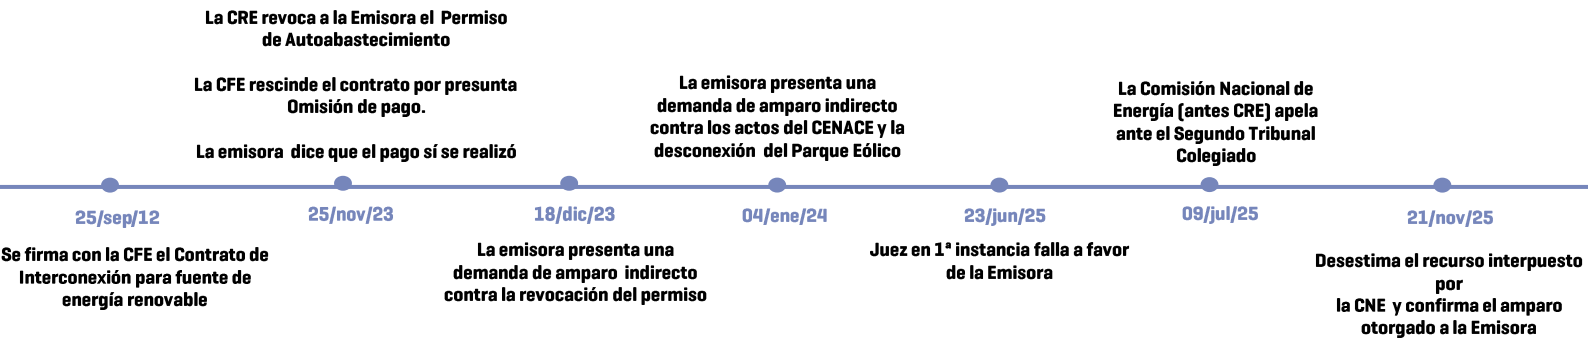 La CRE revoca a la Emisora el Permiso
de Autoabastecimiento
La CFE rescinde el contrato por presunta
Omisión de pago.
La emisora dice que el pago sí se realizó
La emisora presenta una
demanda de amparo indirecto
contra los actos del CENACE y la
desconexión del Parque Eólico
La Comisión Nacional de
Energía (antes CRE) apela
ante el Segundo Tribunal
Colegiado
25/sep/12
25/nov/23
18/dic/23
04/ene/24
23/jun/25
09/jul/25
21/nov/25
Se firma con la CFE el Contrato de
Interconexión para fuente de
energía renovable
La emisora presenta una
demanda de amparo indirecto
contra la revocación del permiso
Juez en 1ª instancia falla a favor
de la Emisora
Desestima el recurso interpuesto
por
la CNE y confirma el amparo
otorgado a la Emisora